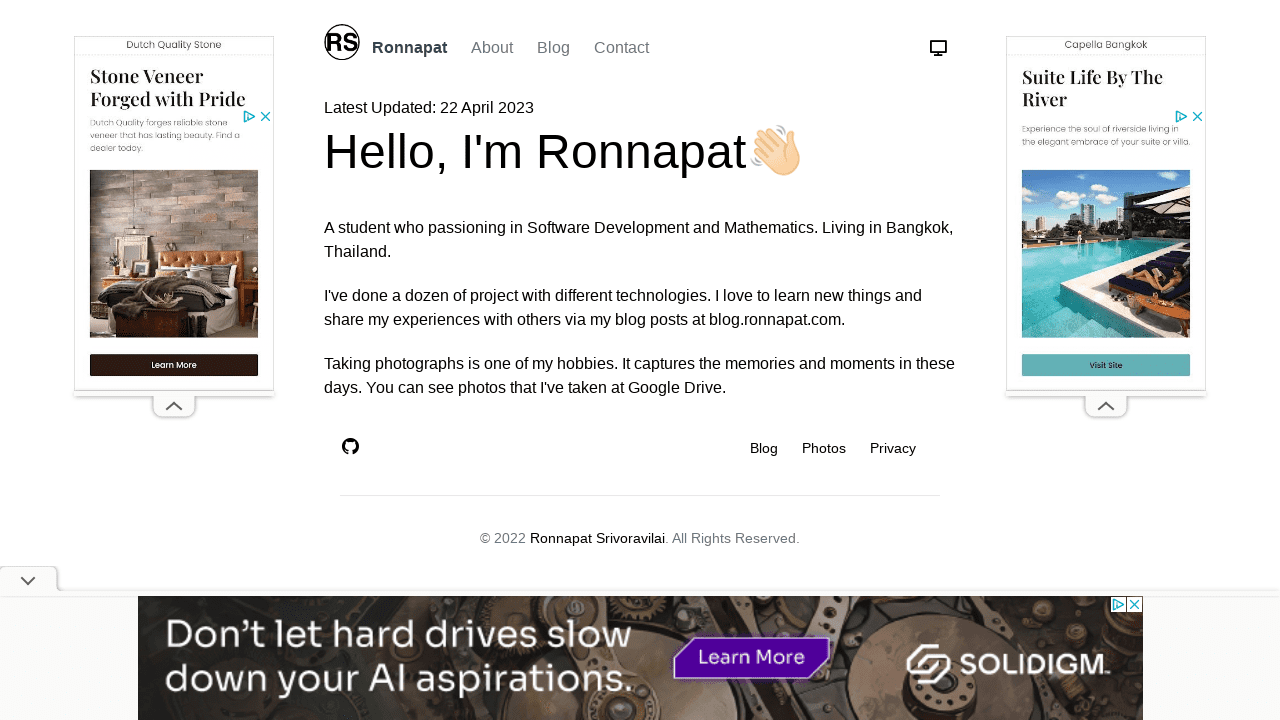 RS
Ronnapat About Blog Contact
Latest Updated: 22 April 2023
Hello, I'm Ronnapat
A student who passioning in Software Development and Mathematics. Living in Bangkok,
Thailand.
I've done a dozen of project with different technologies. I love to learn new things and
share my experiences with others via my blog posts at blog.ronnapat.com.
Taking photographs is one of my hobbies. It captures the memories and moments in these
days. You can see photos that I've taken at Google Drive.
Blog Photos Privacy
© 2022 Ronnapat Srivoravilai. All Rights Reserved.
Dutch Quality Stone
Stone Veneer
Forged with Pride
Dutch Quality forges reliable stone
veneer that has lasting beauty. Find a
dealer today.
Learn More
Capella Bangkok
Suite Life By The
River
Experience the soul of riverside living in
the elegant embrace of your suite or villa.
Visit Site
Don't let hard drives slow
down your AI aspirations.
Learn More
SOLIDIGM